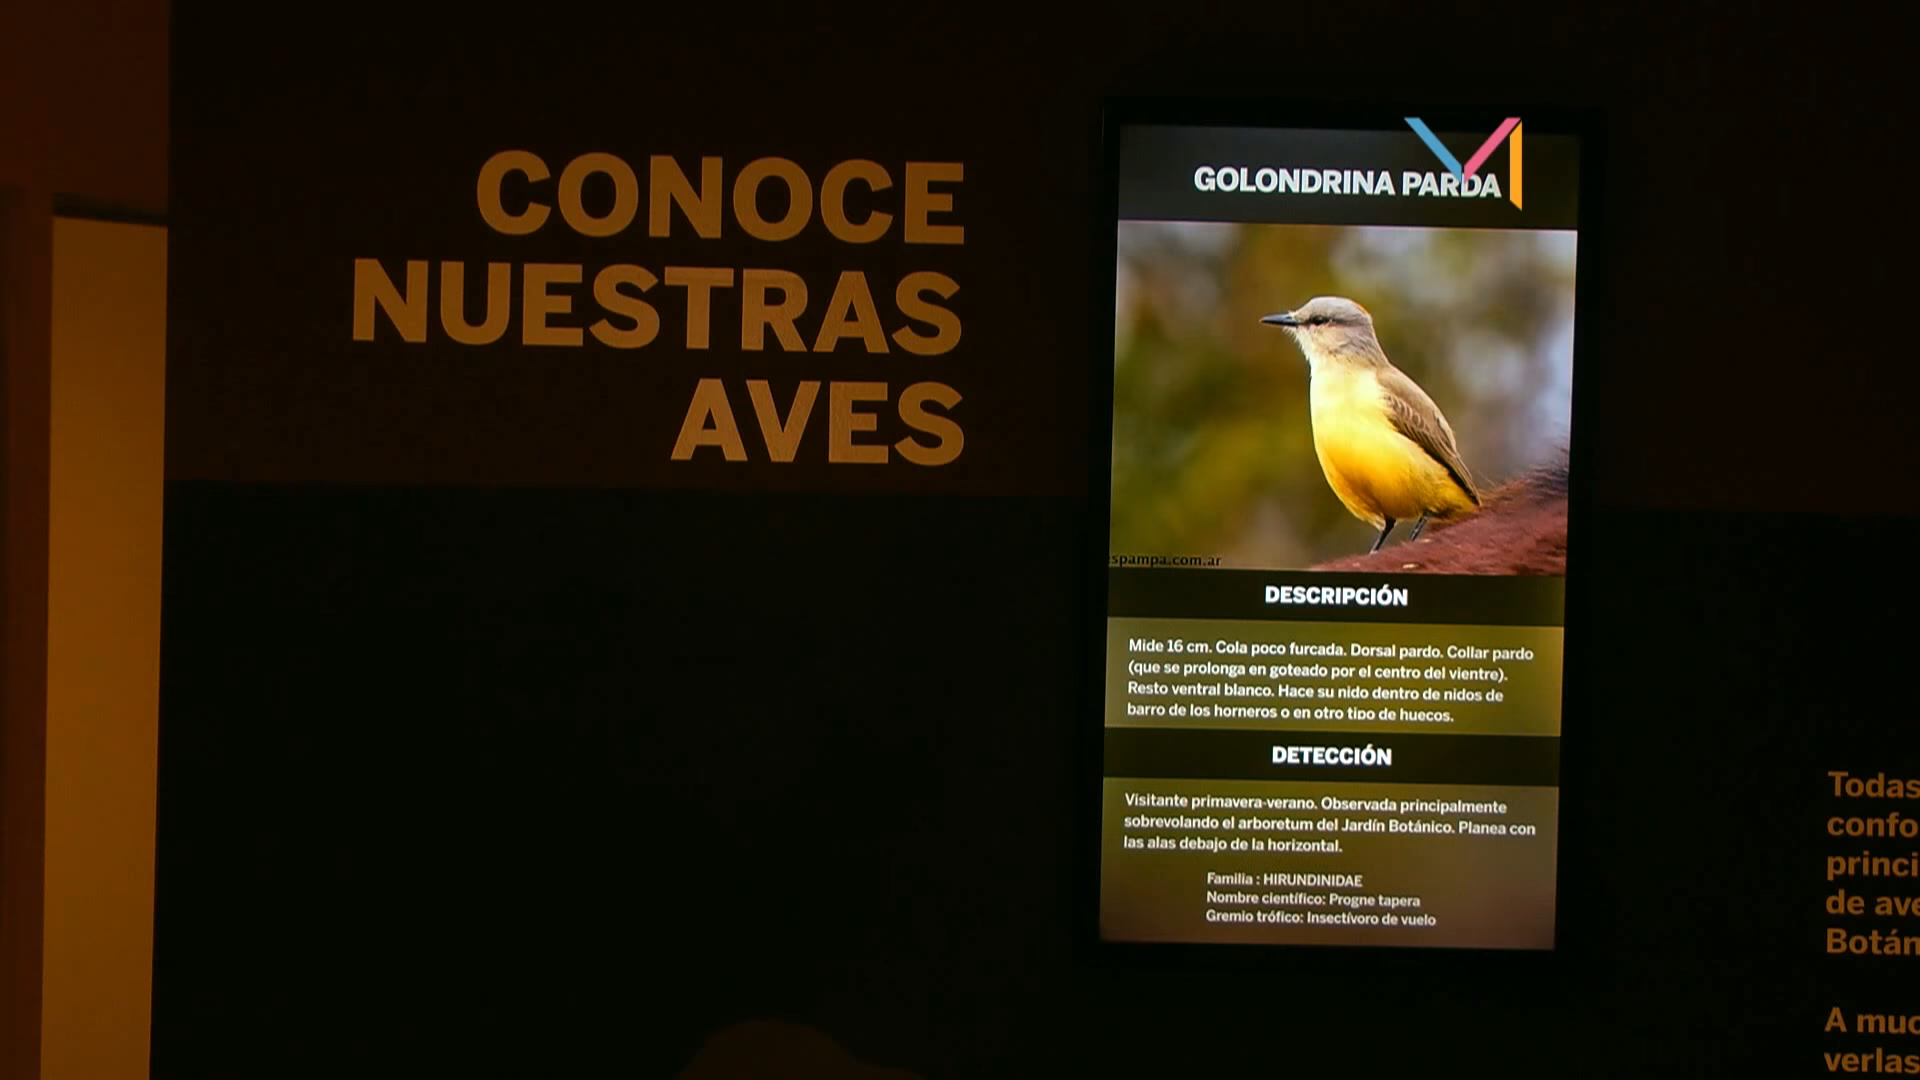 CONOCE
NUESTRAS
AVES
GOLONDRINA PARDA
spampa.com.ar
DESCRIPCIÓN
Mide 16 cm. Cola poco furcada. Dorsal pardo. Collar pardo
(que se prolonga en goteado por el centro del vientre).
Resto ventral blanco. Hace su nido dentro de nidos de
barro de los horneros o en otro tipo de huecos.
DETECCIÓN
Visitante primavera-verano. Observada principalmente
sobrevolando el arboretum del Jardín Botánico. Planea con
las alas debajo de la horizontal.
Familia : HIRUNDINIDAE
Nombre científico: Progne tapera
Gremio trófico: Insectívoro de vuelo
Todas
confo
princi
de ave
Botán
A muc
verlas